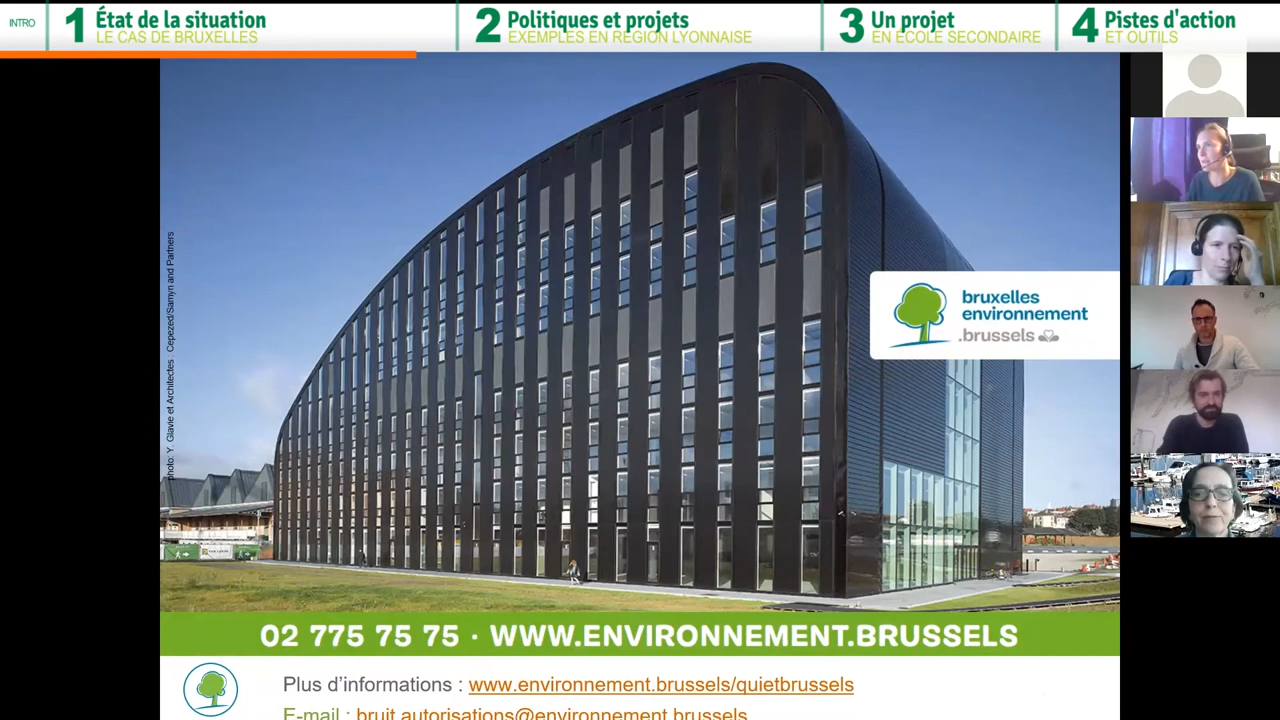 INTRO
1 État de la situation
LE CAS DE BRUXELLES
2 Politiques et projets
EXEMPLES EN RÉGION LYONNAISE
3 Un projet
EN ÉCOLE SECONDAIRE
4 Pistes d'action
ET OUTILS
photo: Y. Glavie et Architectes : Cepezed/Samyn and Partners
bruxelles
environnement
.brussels
02 775 75 75 · WWW.ENVIRONNEMENT.BRUSSELS
Plus d'informations : www.environnement.brussels/quietbrussels
E-mail : bruit.autorisations@environnement.brussels